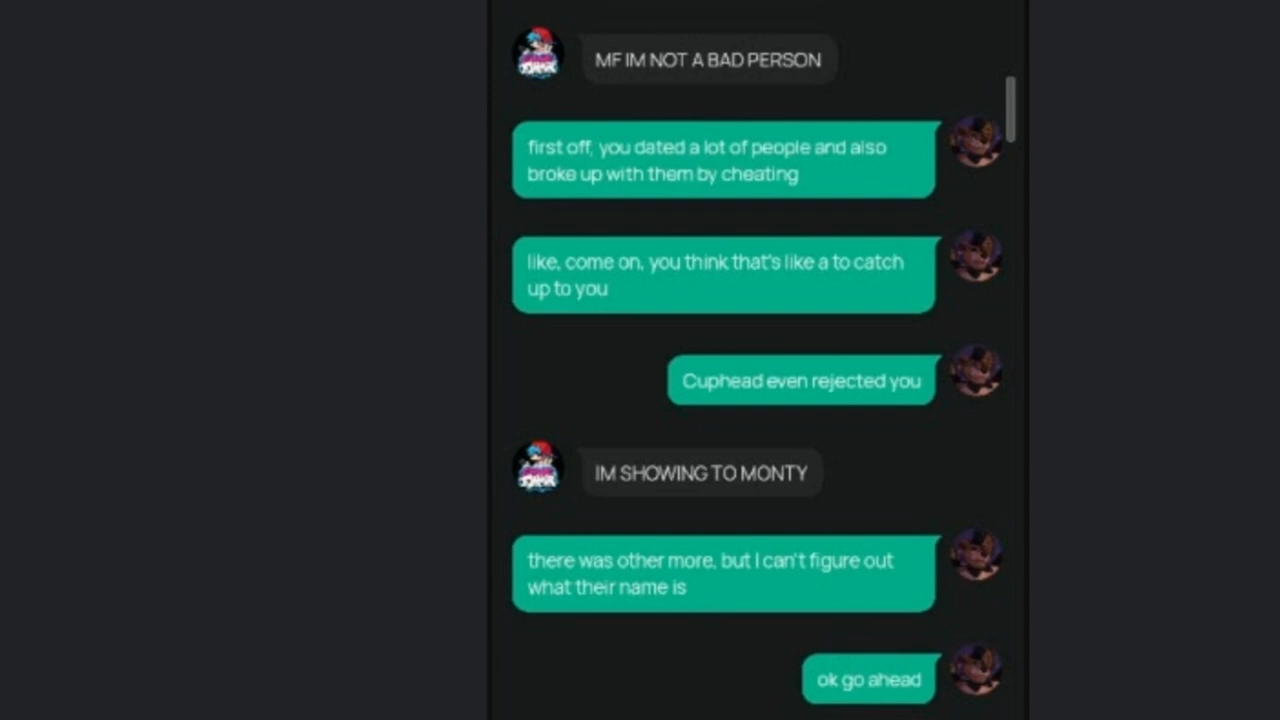 MF IM NOT A BAD PERSON
first off, you dated a lot of people and also
broke up with them by cheating
like, come on, you think that's like a to catch
up to you
Cuphead even rejected you
IM SHOWING TO MONTY
there was other more, but I can't figure out
what their name is
ok go ahead